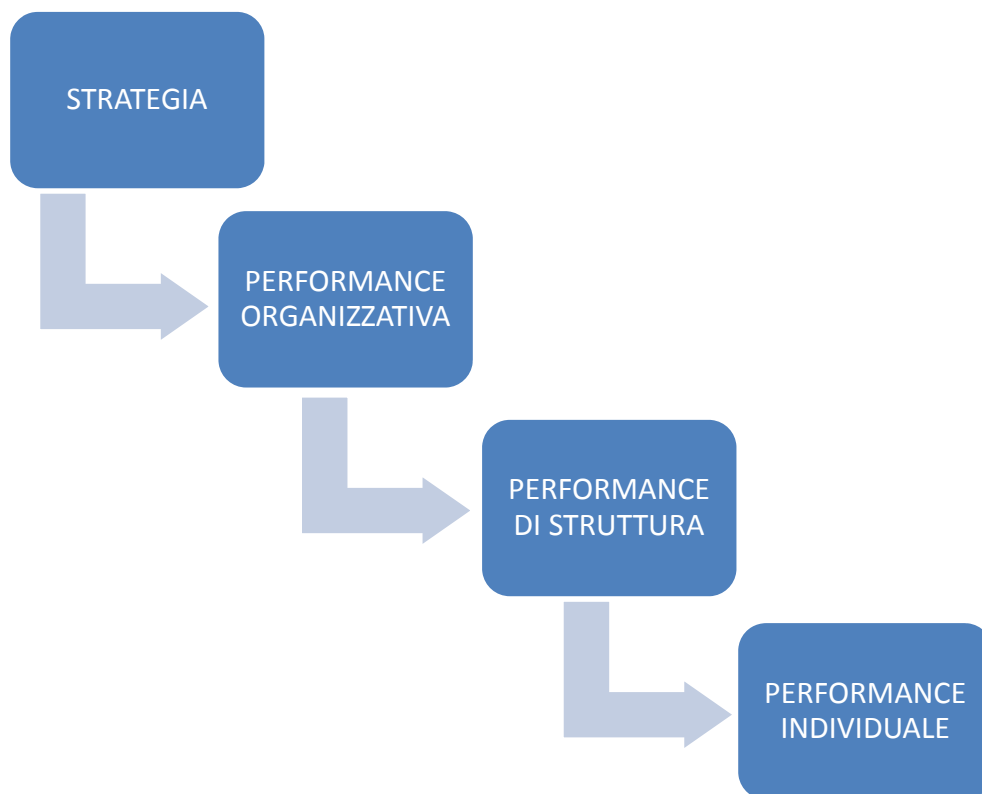 STRATEGIA
PERFORMANCE
ORGANIZZATIVA
PERFORMANCE
DI STRUTTURA
PERFORMANCE
INDIVIDUALE